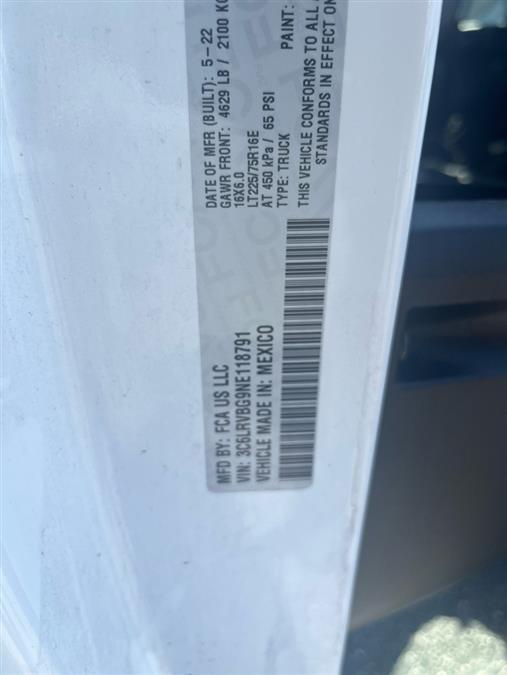 MFD BY: FCA US LLC
VIN: 3C6LRVBG9NE118791
VEHICLE MADE IN: MEXICO
DATE OF MFR (BUILT): 5-22
GAWR FRONT: 4629 LB / 2100 KG
16X6.0
LT225/75R16E
AT 450 kPa / 65 PSI
TYPE: TRUCK
PAINT:
THIS VEHICLE CONFORMS TO ALL A
STANDARDS IN EFFECT ON